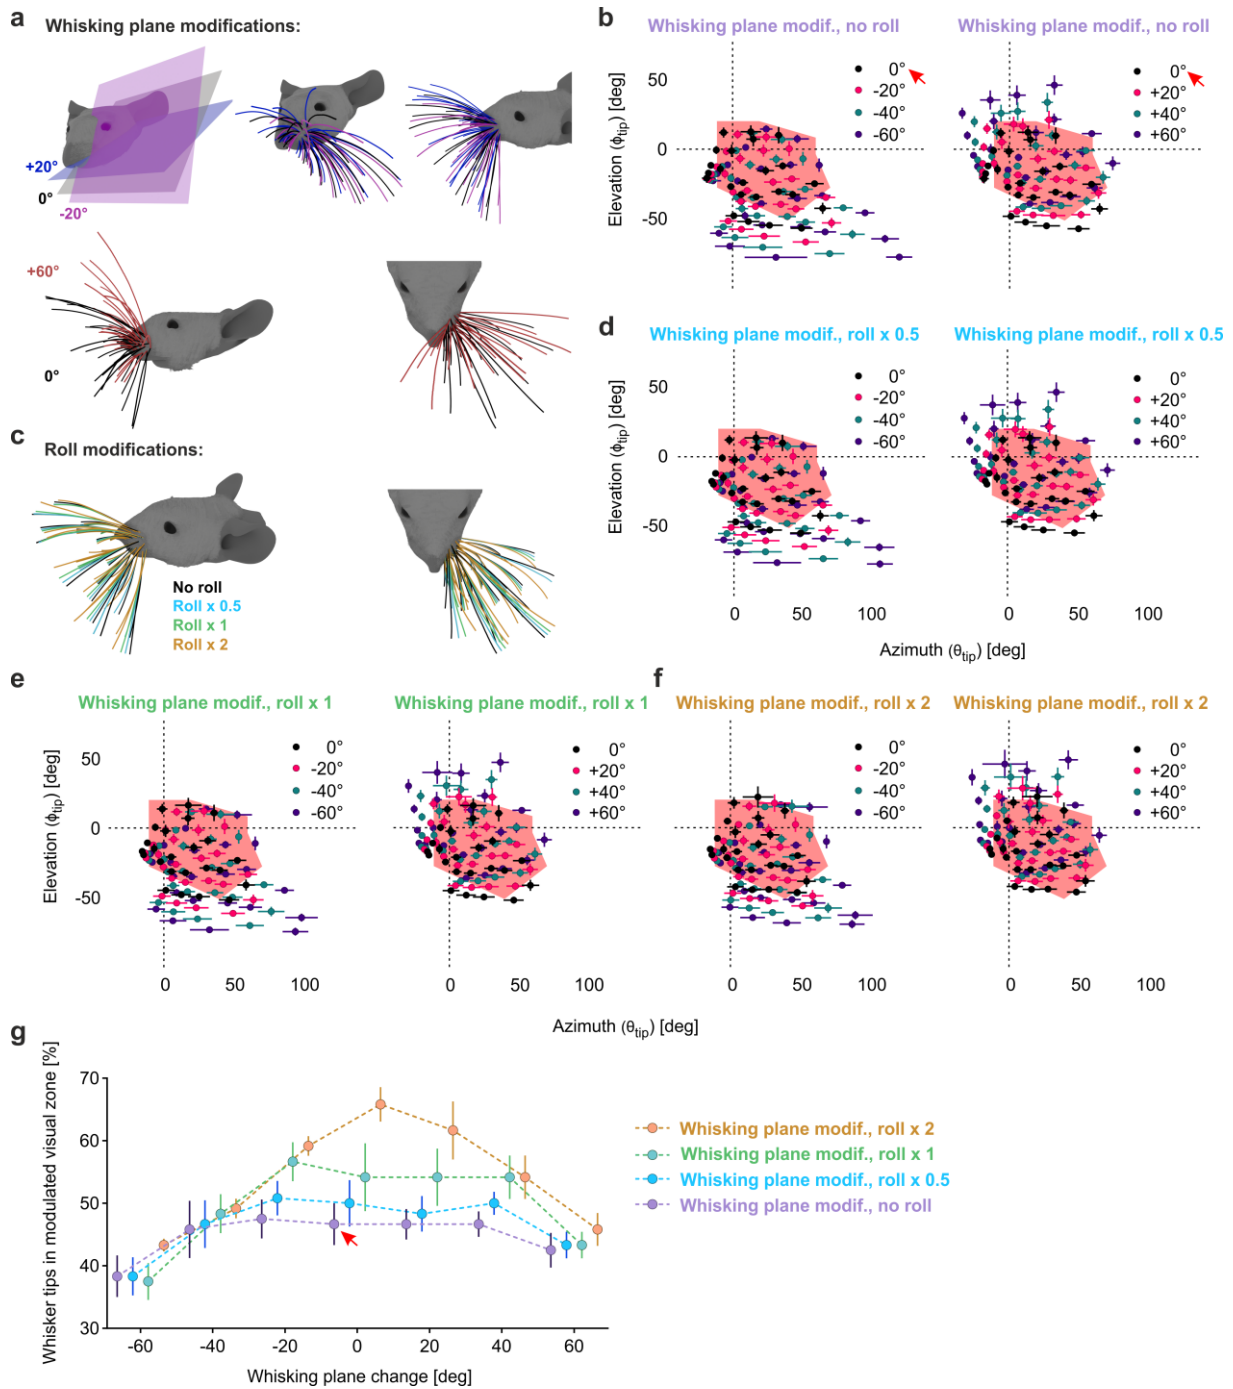 a
Whisking plane modifications:
+20°
0°
-20°
+60°
0°
b
Whisking plane modif., no roll
Whisking plane modif., no roll
Elevation (ϕtip) [deg]
50
0
-50
0°
-20°
-40°
-60°
0°
+20°
+40°
+60°
c
Roll modifications:
No roll
Roll x 0.5
Roll x 1
Roll x 2
d
Whisking plane modif., roll x 0.5
Whisking plane modif., roll x 0.5
Elevation (ϕtip) [deg]
50
0
-50
0°
-20°
-40°
-60°
0°
+20°
+40°
+60°
0 50 100
0 50 100
Azimuth (θtip) [deg]
e
Whisking plane modif., roll x 1
Whisking plane modif., roll x 1
Elevation (ϕtip) [deg]
50
0
-50
0°
-20°
-40°
-60°
0°
+20°
+40°
+60°
0 50 100
0 50 100
f
Whisking plane modif., roll x 2
Whisking plane modif., roll x 2
0°
-20°
-40°
-60°
0°
+20°
+40°
+60°
0 50 100
0 50 100
Azimuth (θtip) [deg]
g
Whisker tips in modulated visual zone [%]
70
60
50
40
30
-60 -40 -20 0 20 40 60
Whisking plane change [deg]
Whisking plane modif., roll x 2
Whisking plane modif., roll x 1
Whisking plane modif., roll x 0.5
Whisking plane modif., no roll